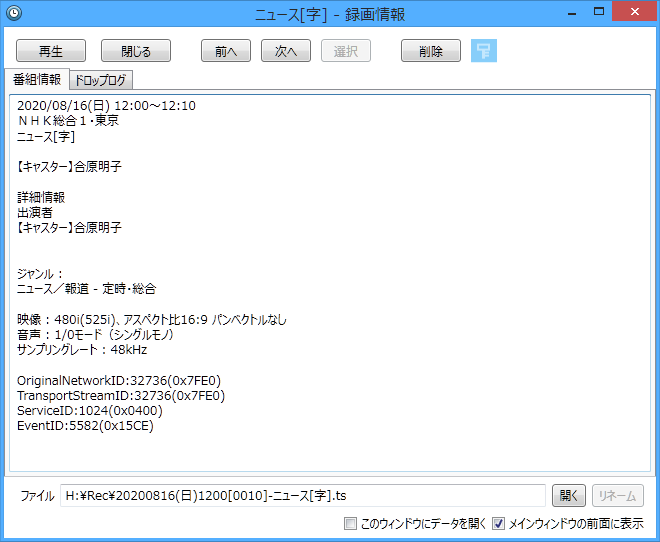 ニュース[字] - 録画情報
再生 閉じる 前へ 次へ 選択 削除
番組情報 ドロップログ
2020/08/16(日) 12:00～12:10
ＮＨＫ総合１・東京
ニュース[字]
【キャスター】合原明子
詳細情報
出演者
【キャスター】合原明子
ジャンル :
ニュース／報道 - 定時・総合
映像 : 480i(525i)、アスペクト比16:9 パンベクトルなし
音声 : 1/0モード（シングルモノ）
サンプリングレート : 48kHz
OriginalNetworkID:32736(0x7FE0)
TransportStreamID:32736(0x7FE0)
ServiceID:1024(0x0400)
EventID:5582(0x15CE)
ファイル H:¥Rec¥20200816(日)1200[0010]-ニュース[字].ts 開く リネーム
このウィンドウにデータを開く メインウィンドウの前面に表示